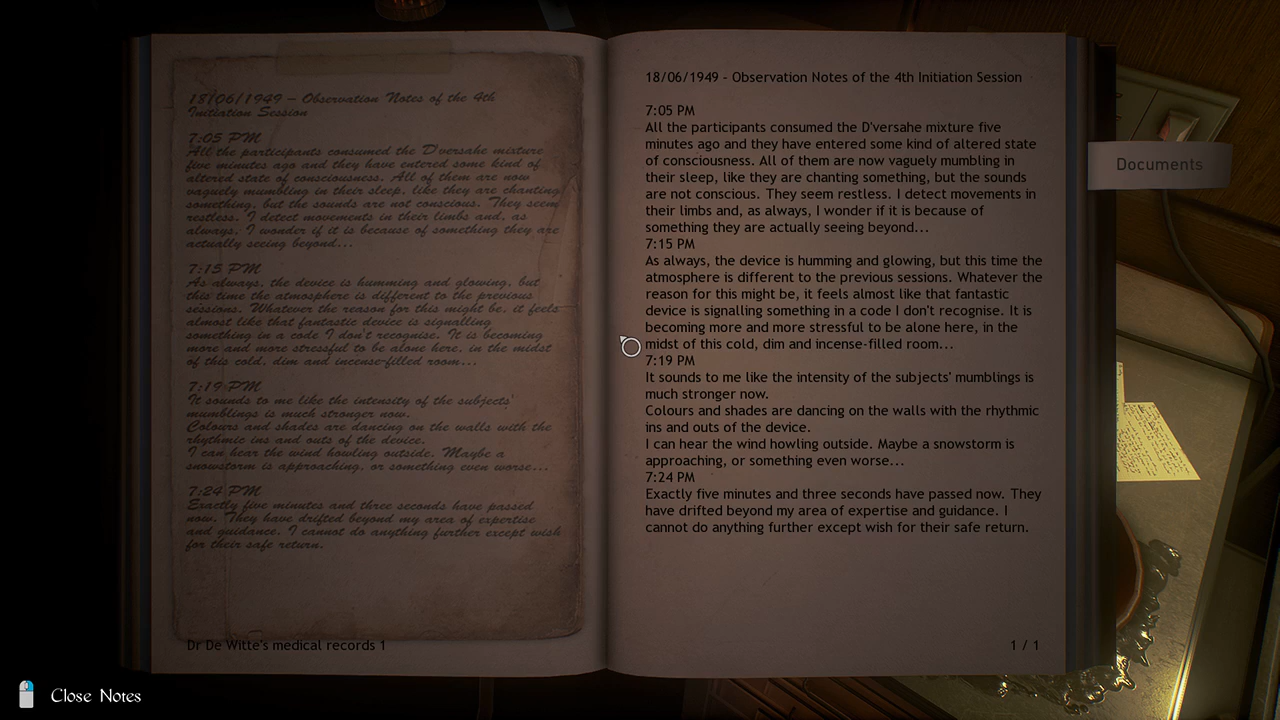 18/06/1949 – Observation Notes of the 4th
Initiation Session
7:05 PM
All the participants consumed the D'versahe mixture
five minutes ago and they have entered some kind of
altered state of consciousness. All of them are now
vaguely mumbling in their sleep, like they are chanting
something, but the sounds are not conscious. They seem
restless. I detect movements in their limbs and, as
always, I wonder if it is because of something they are
actually seeing beyond...
7:15 PM
As always, the device is humming and glowing, but
this time the atmosphere is different to the previous
sessions. Whatever the reason for this might be, it feels
almost like that fantastic device is signalling
something in a code I don't recognise. It is becoming
more and more stressful to be alone here, in the midst
of this cold, dim and incense-filled room...
7:19 PM
It sounds to me like the intensity of the subjects'
mumblings is much stronger now.
Colours and shades are dancing on the walls with the
rhythmic ins and outs of the device.
I can hear the wind howling outside. Maybe a
snowstorm is approaching, or something even worse...
7:24 PM
Exactly five minutes and three seconds have passed
now. They have drifted beyond my area of expertise
and guidance. I cannot do anything further except wish
for their safe return.
Dr De Witte's medical records 1
18/06/1949 - Observation Notes of the 4th Initiation Session
7:05 PM
All the participants consumed the D'versahe mixture five
minutes ago and they have entered some kind of altered state
of consciousness. All of them are now vaguely mumbling in
their sleep, like they are chanting something, but the sounds
are not conscious. They seem restless. I detect movements in
their limbs and, as always, I wonder if it is because of
something they are actually seeing beyond...
7:15 PM
As always, the device is humming and glowing, but this time the
atmosphere is different to the previous sessions. Whatever the
reason for this might be, it feels almost like that fantastic
device is signalling something in a code I don't recognise. It is
becoming more and more stressful to be alone here, in the
midst of this cold, dim and incense-filled room...
7:19 PM
It sounds to me like the intensity of the subjects' mumblings is
much stronger now.
Colours and shades are dancing on the walls with the rhythmic
ins and outs of the device.
I can hear the wind howling outside. Maybe a snowstorm is
approaching, or something even worse...
7:24 PM
Exactly five minutes and three seconds have passed now. They
have drifted beyond my area of expertise and guidance. I
cannot do anything further except wish for their safe return.
1 / 1
Documents
Close Notes